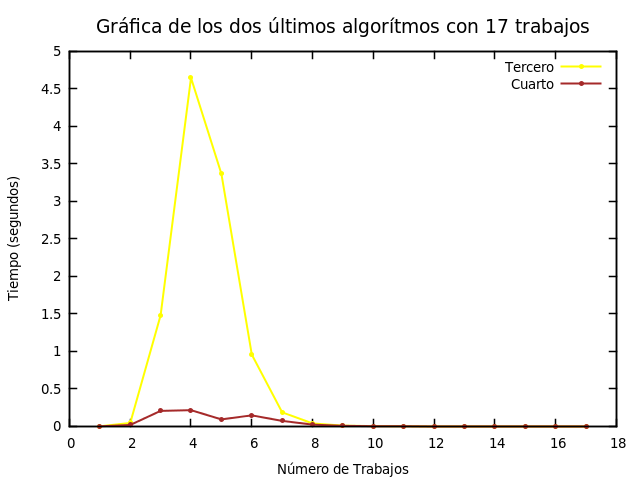 Gráfica de los dos últimos algorítmos con 17 trabajos
Tercero
Cuarto
5
4.5
4
3.5
3
2.5
2
1.5
1
0.5
0
Tiempo (segundos)
0 2 4 6 8 10 12 14 16 18
Número de Trabajos